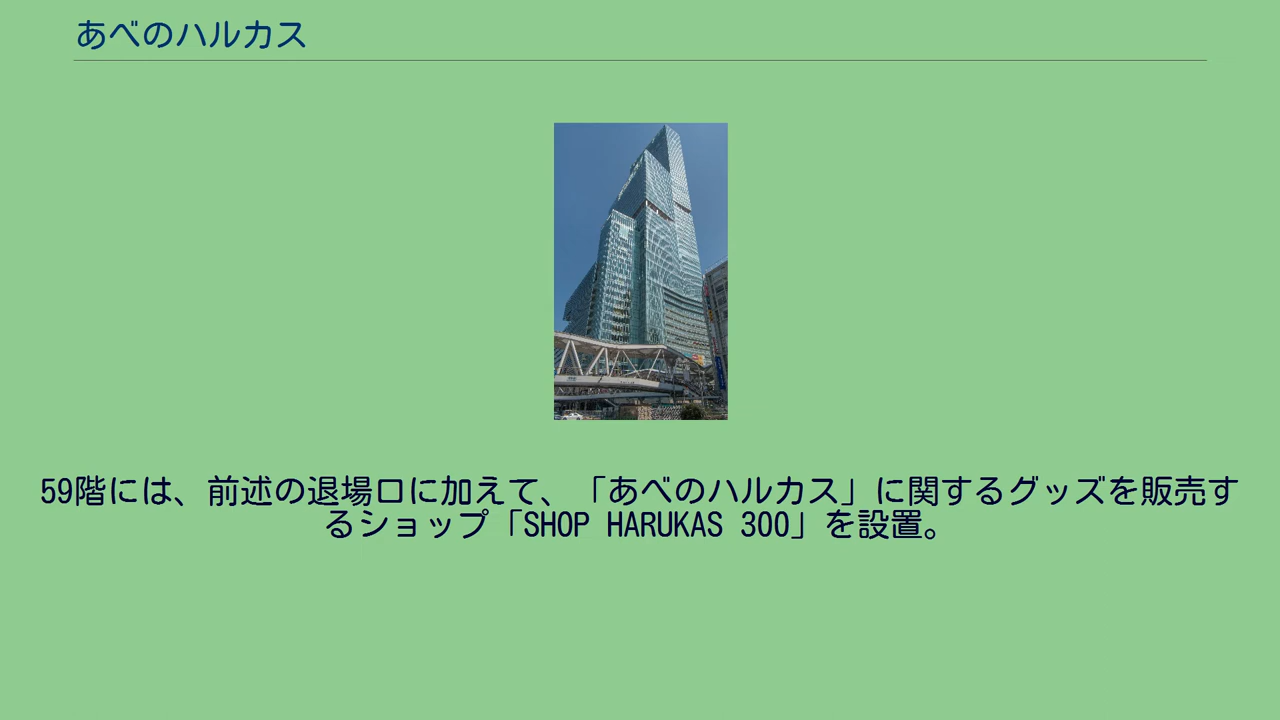 あべのハルカス
59階には、前述の退場口に加えて、「あべのハルカス」に関するグッズを販売す
るショップ「SHOP HARUKAS 300」を設置。